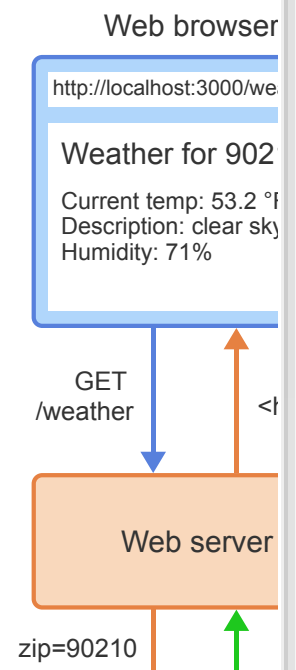 Web browser
http://localhost:3000/wea
Weather for 902
Current temp: 53.2 °F
Description: clear sky
Humidity: 71%
GET
/weather
<h
Web server
zip=90210